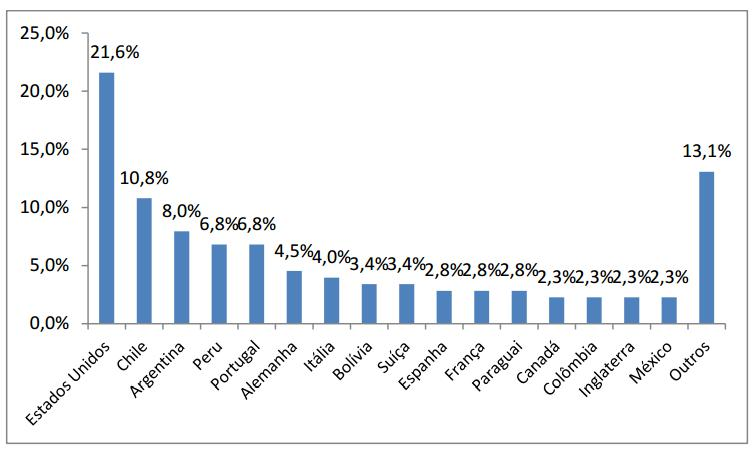 25,0%
20,0%
15,0%
10,0%
5,0%
0,0%
21,6%
10,8%
8,0%
6,8%
6,8%
4,5%
4,0%
3,4%
3,4%
2,8%
2,8%
2,8%
2,3%
2,3%
2,3%
2,3%
13,1%
Estados Unidos
Chile
Argentina
Peru
Portugal
Alemanha
Itália
Bolívia
Suíça
Espanha
França
Paraguai
Canadá
Colómbia
Inglaterra
México
Outros